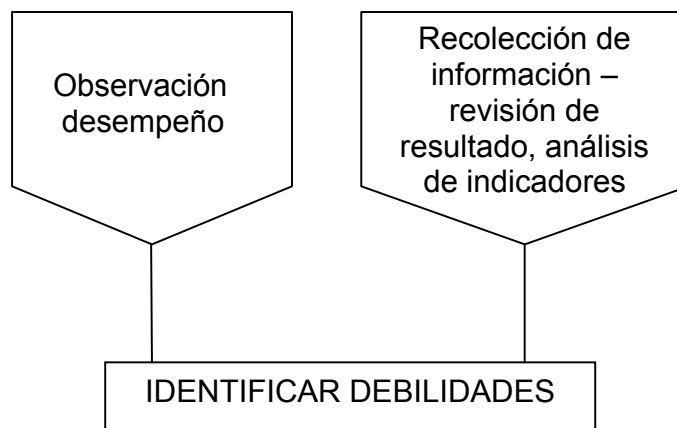 Observación
desempeño
Recolección de
información –
revisión de
resultado, análisis
de indicadores
IDENTIFICAR DEBILIDADES